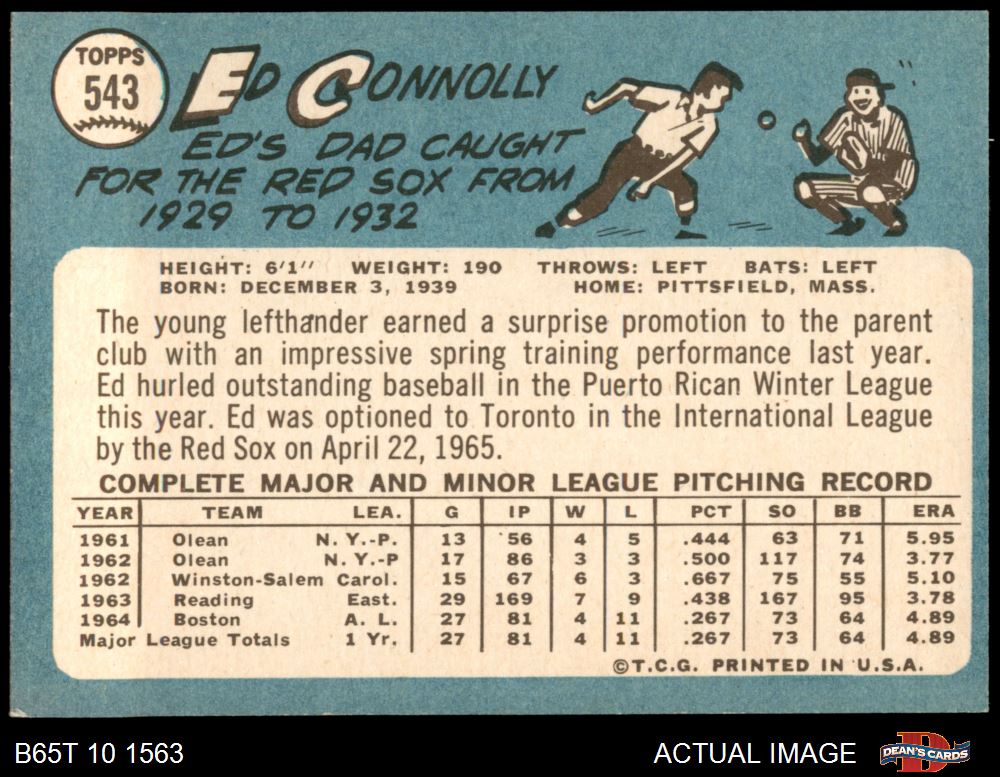 TOPPS
543
ED CONNOLLY
ED'S DAD CAUGHT
FOR THE RED SOX FROM
1929 TO 1932
HEIGHT: 6'1" WEIGHT: 190 THROWS: LEFT BATS: LEFT
BORN: DECEMBER 3, 1939 HOME: PITTSFIELD, MASS.
The young lefthander earned a surprise promotion to the parent
club with an impressive spring training performance last year.
Ed hurled outstanding baseball in the Puerto Rican Winter League
this year. Ed was optioned to Toronto in the International League
by the Red Sox on April 22, 1965.
COMPLETE MAJOR AND MINOR LEAGUE PITCHING RECORD
YEAR TEAM LEA. G IP W L PCT SO BB ERA
1961 Olean N. Y.-P. 13 56 4 5 .444 63 71 5.95
1962 Olean N. Y.-P 17 86 3 3 .500 117 74 3.77
1962 Winston-Salem Carol. 15 67 6 3 .667 75 55 5.10
1963 Reading East. 29 169 7 9 .438 167 95 3.78
1964 Boston A. L. 27 81 4 11 .267 73 64 4.89
Major League Totals 1 Yr. 27 81 4 11 .267 73 64 4.89
©T.C.G. PRINTED IN U.S.A.
B65T 10 1563 ACTUAL IMAGE DEAN'S CARDS